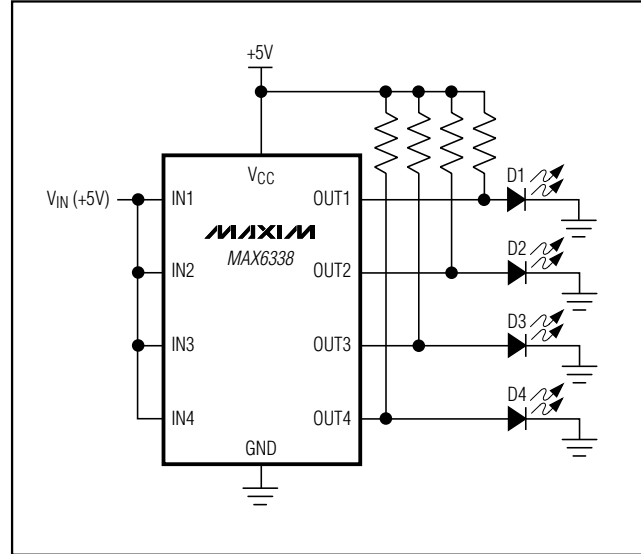 +5V
VCC
VIN (+5V)
IN1
OUT1
D1
MAXIM
MAX6338
IN2
OUT2
D2
IN3
OUT3
D3
IN4
OUT4
D4
GND